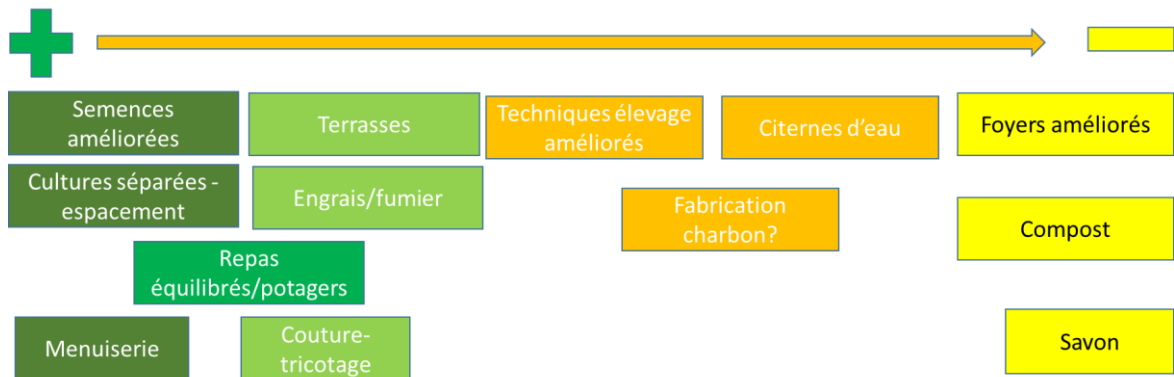 Semences
améliorées
Terrasses
Techniques élevage
améliorés
Citernes d'eau
Foyers améliorés
Cultures séparées -
espacement
Engrais/fumier
Fabrication
charbon?
Compost
Repas
équilibrés/potagers
Menuiserie
Couture-
tricotage
Savon